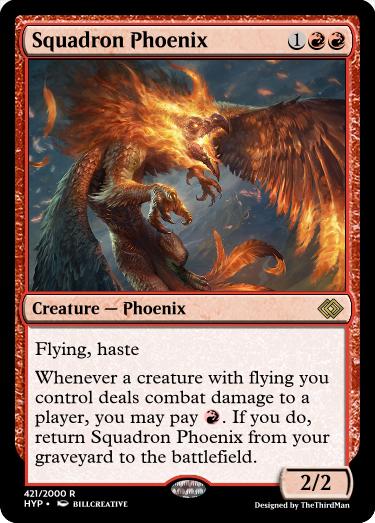 Squadron Phoenix 1
Creature — Phoenix
Flying, haste
Whenever a creature with flying you
control deals combat damage to a
player, you may pay . If you do,
return Squadron Phoenix from your
graveyard to the battlefield.
2/2
421/2000 R
HYP • BILLCREATIVE
Designed by TheThirdMan